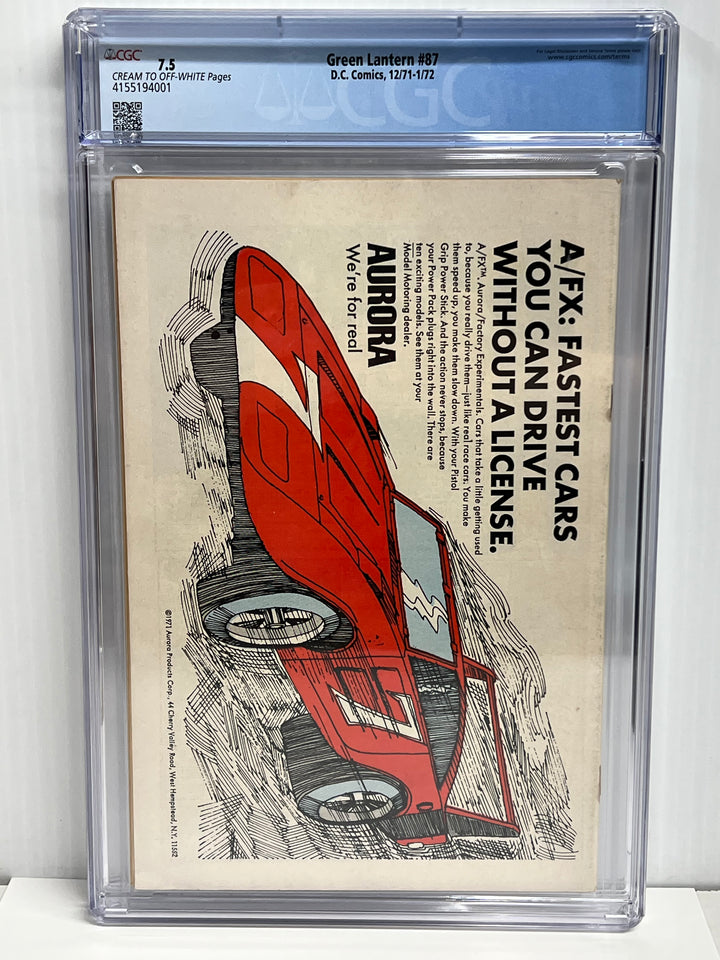 CGC
7.5
CREAM TO OFF-WHITE Pages
4155194001
Green Lantern #87
D.C. Comics, 12/71-1/72
www.cgccomics.com/terms
CGC
A/FX: FASTEST CARS
YOU CAN DRIVE
WITHOUT A LICENSE.
A/FX™. Aurora/Factory Experimentals. Cars that take a little getting used
to, because you really drive them—just like real race cars. You make
them speed up, you make them slow down. With your Pistol
Grip Power Stick. And the action never stops, because
your Power Pack plugs right into the wall. There are
ten exciting models. See them at your
Model Motoring dealer.
AURORA
We're for real
7
©1971 Aurora Products Corp., 44 Cherry Valley Road, West Hempstead, N.Y. 11552